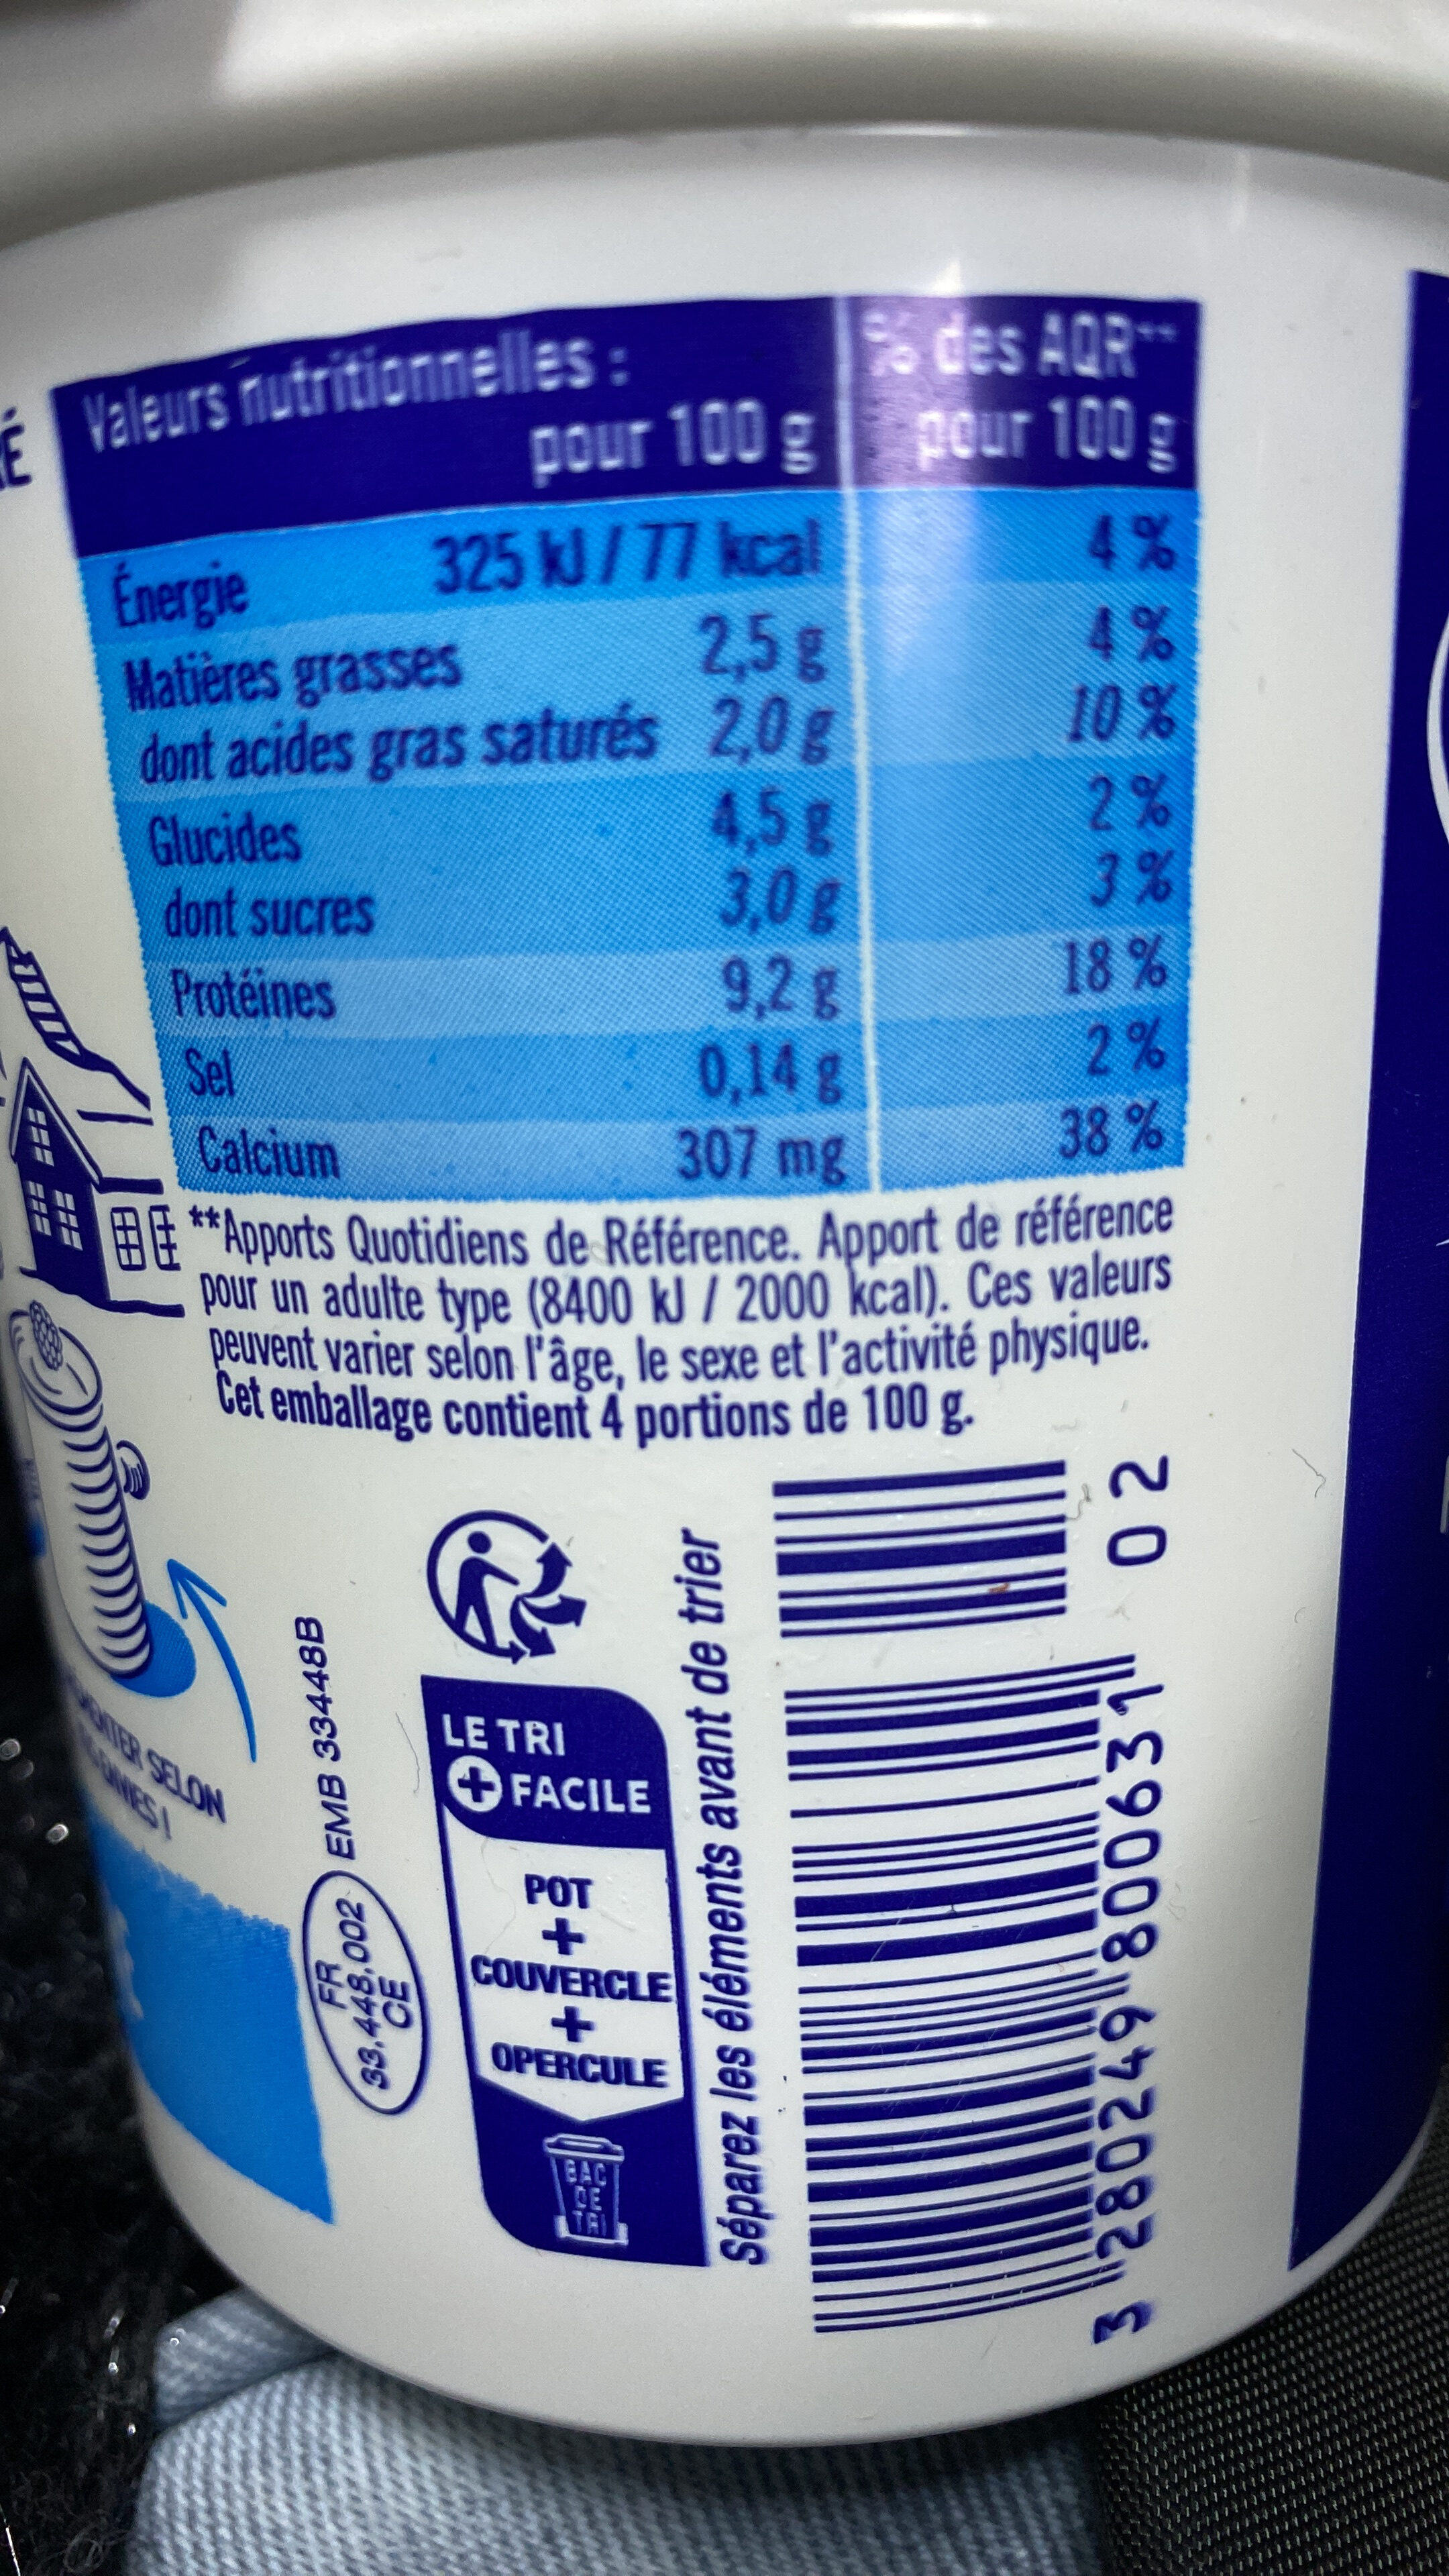 Valeurs nutritionnelles :
pour 100 g
% des AQR**
pour 100 g
Énergie 325 kJ / 77 kcal 4 %
Matières grasses 2,5 g 4 %
dont acides gras saturés 2,0 g 10 %
Glucides 4,5 g 2 %
dont sucres 3,0 g 3 %
Protéines 9,2 g 18 %
Sel 0,14 g 2 %
Calcium 307 mg 38 %
**Apports Quotidiens de Référence. Apport de référence
pour un adulte type (8400 kJ / 2000 kcal). Ces valeurs
peuvent varier selon l'âge, le sexe et l'activité physique.
Cet emballage contient 4 portions de 100 g.
SELON
EMB 33448B
FR
33.448.002
CE
LE TRI
+ FACILE
POT
+
COUVERCLE
+
OPERCULE
BAC
DE
TRI
Séparez les éléments avant de trier
3 280249 800631 02